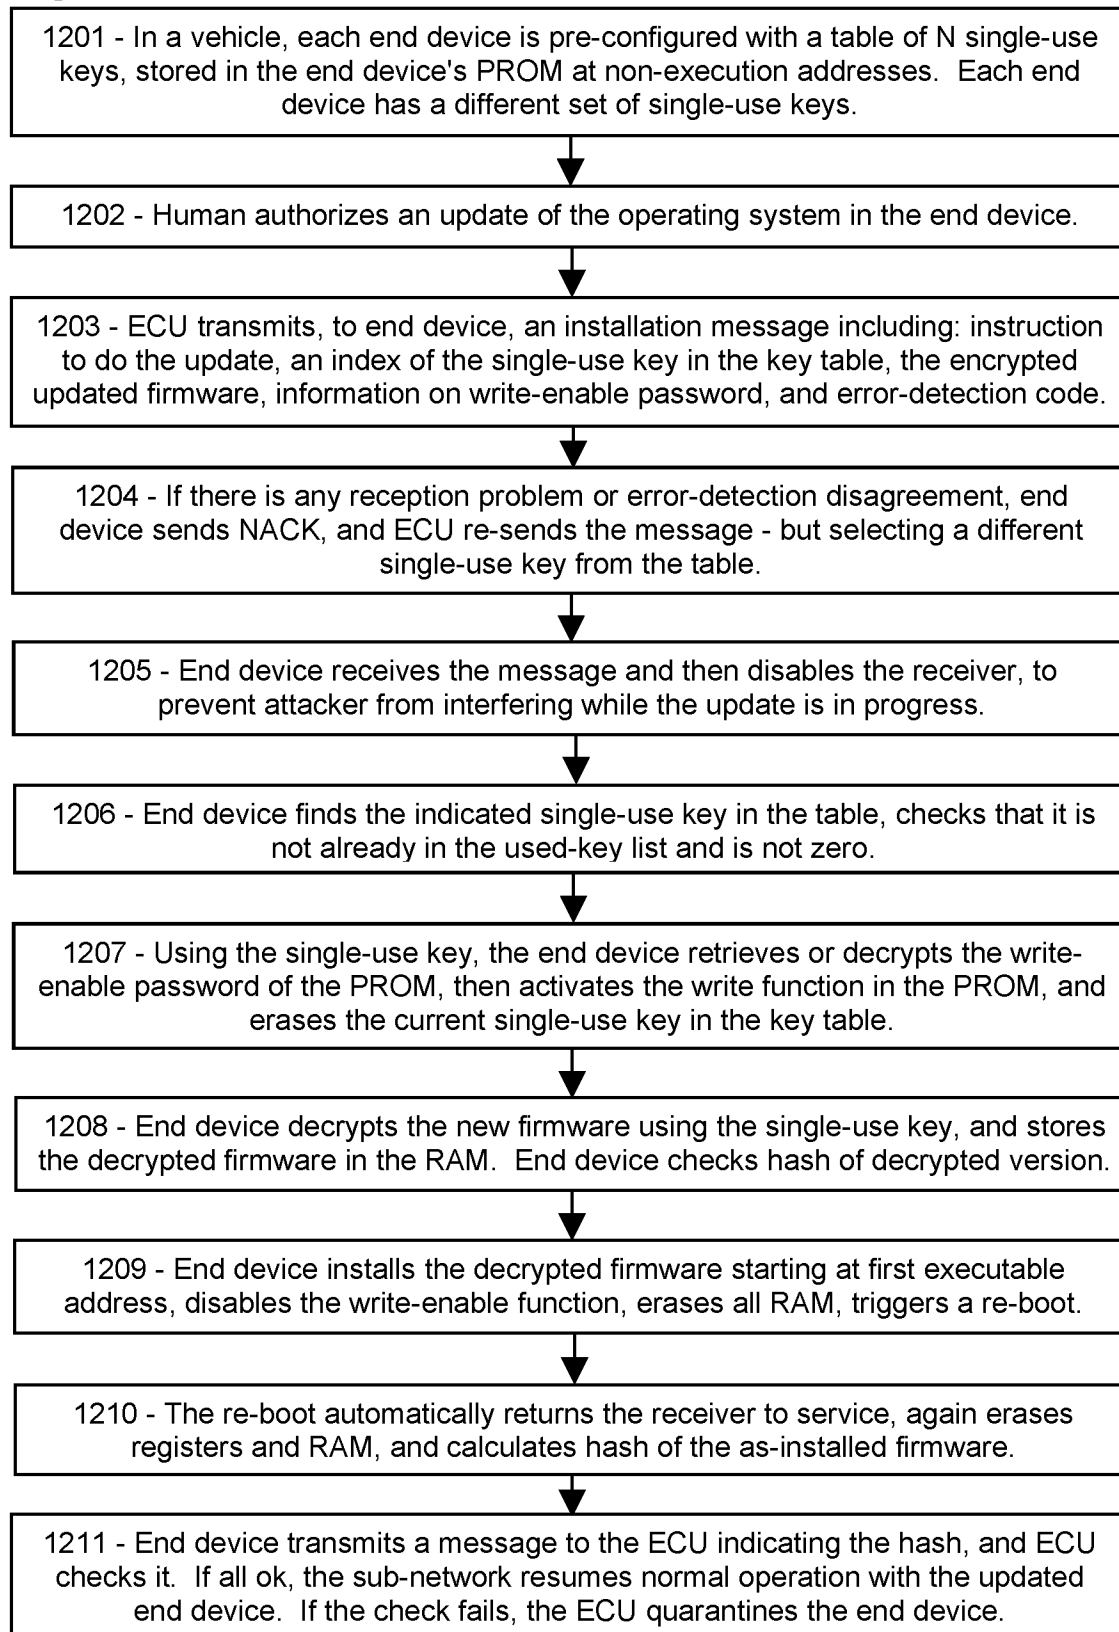 1201 - In a vehicle, each end device is pre-configured with a table of N single-use
keys, stored in the end device's PROM at non-execution addresses.  Each end
device has a different set of single-use keys.
1202 - Human authorizes an update of the operating system in the end device.
1203 - ECU transmits, to end device, an installation message including: instruction
to do the update, an index of the single-use key in the key table, the encrypted
updated firmware, information on write-enable password, and error-detection code.
1204 - If there is any reception problem or error-detection disagreement, end
device sends NACK, and ECU re-sends the message - but selecting a different
single-use key from the table.
1205 - End device receives the message and then disables the receiver, to
prevent attacker from interfering while the update is in progress.
1206 - End device finds the indicated single-use key in the table, checks that it is
not already in the used-key list and is not zero.
1207 - Using the single-use key, the end device retrieves or decrypts the write-
enable password of the PROM, then activates the write function in the PROM, and
erases the current single-use key in the key table.
1208 - End device decrypts the new firmware using the single-use key, and stores
the decrypted firmware in the RAM.  End device checks hash of decrypted version.
1209 - End device installs the decrypted firmware starting at first executable
address, disables the write-enable function, erases all RAM, triggers a re-boot.
1210 - The re-boot automatically returns the receiver to service, again erases
registers and RAM, and calculates hash of the as-installed firmware.
1211 - End device transmits a message to the ECU indicating the hash, and ECU
checks it.  If all ok, the sub-network resumes normal operation with the updated
end device.  If the check fails, the ECU quarantines the end device.